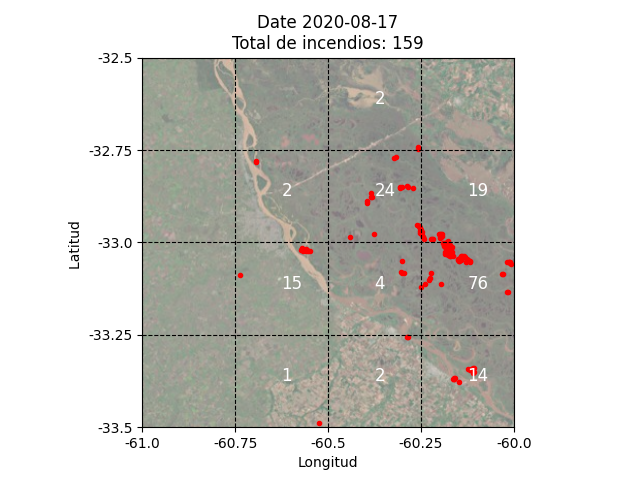 Date 2020-08-17
Total de incendios: 159
-32.5
2
-32.75
2 24 19
Latitud
-33.0
15 4 76
-33.25
1 2 14
-33.5
-61.0 -60.75 -60.5 -60.25 -60.0
Longitud